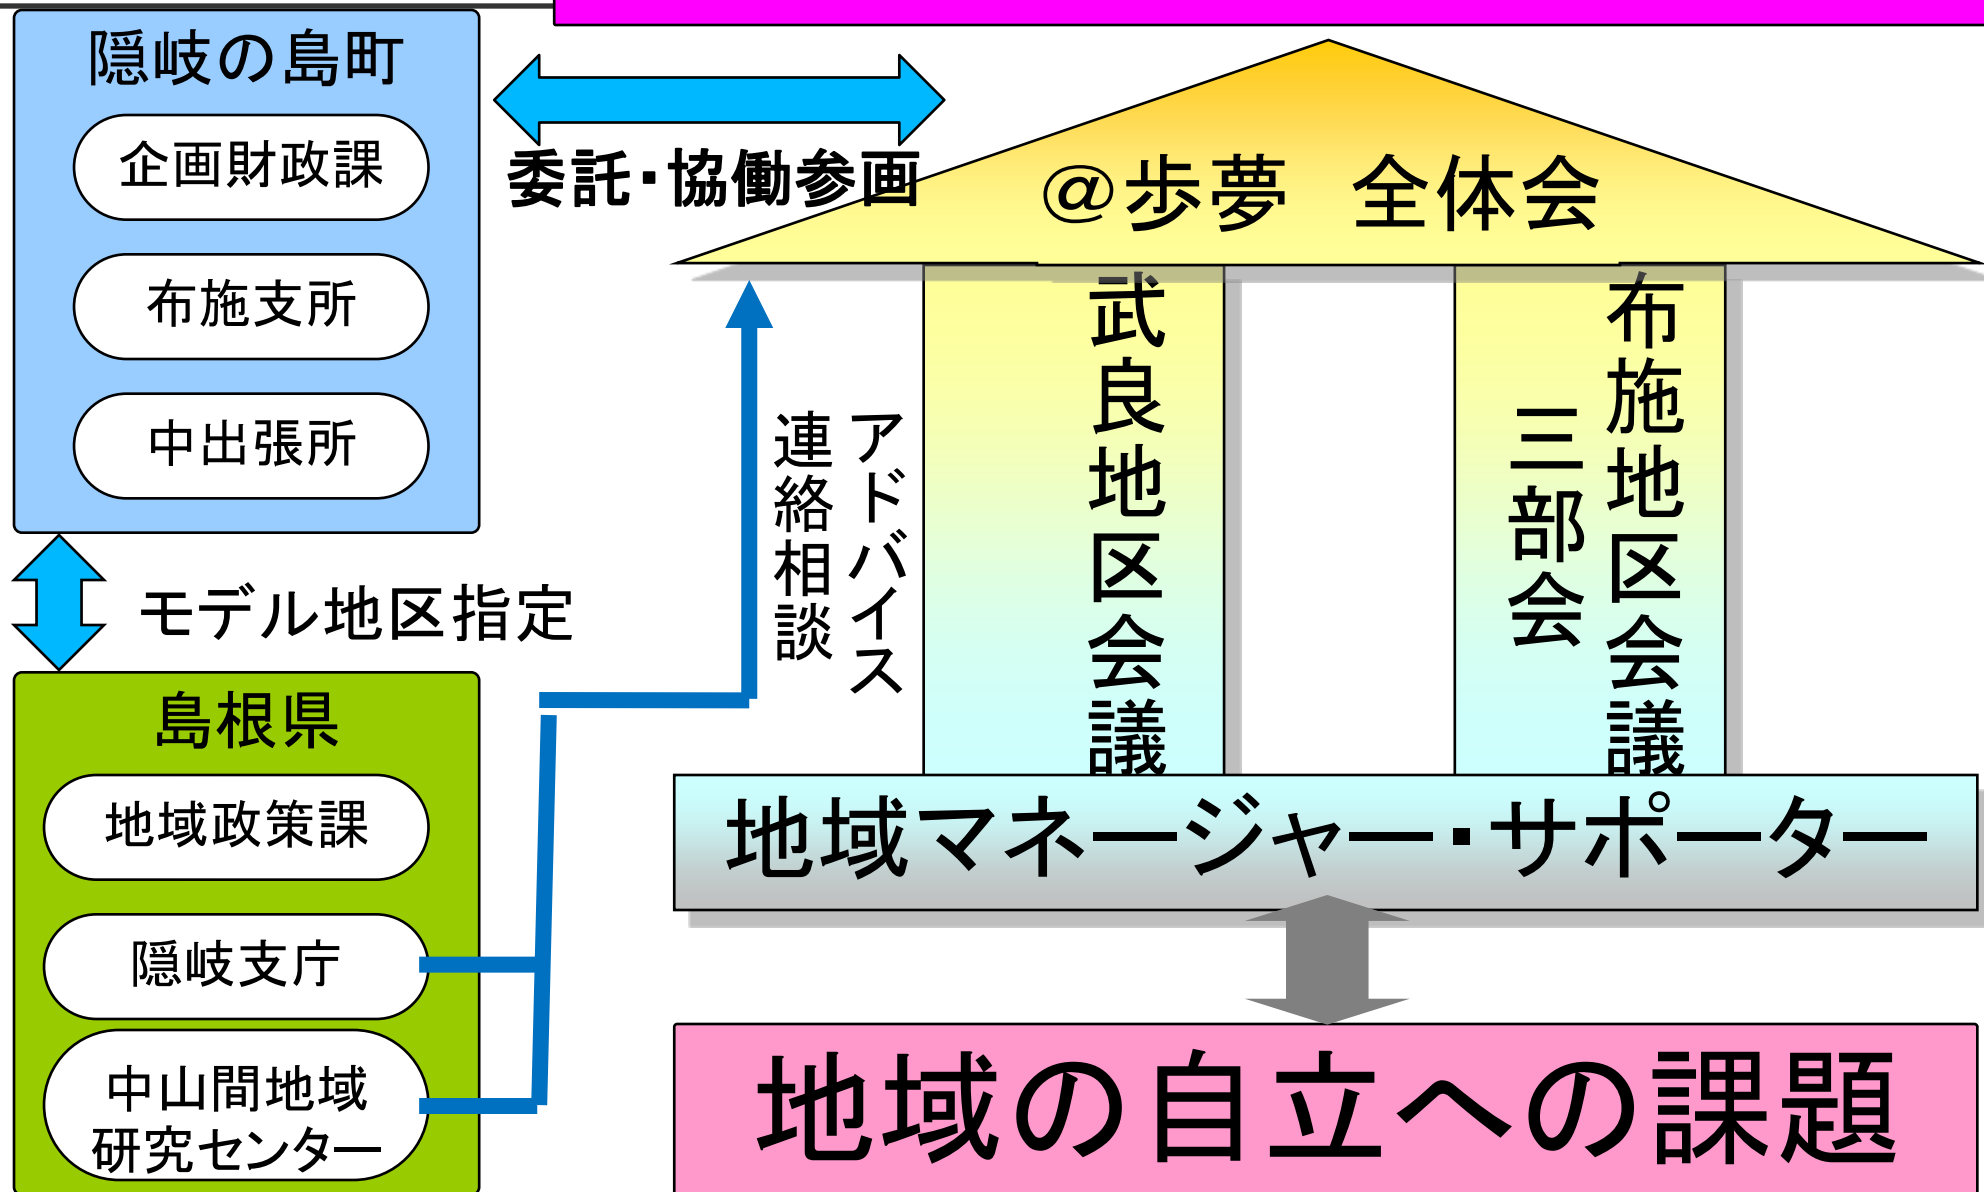 隠岐の島町
企画財政課
布施支所
中出張所
委託・協働参画
@歩夢　全体会
モデル地区指定
アドバイス
連絡相談
武良地区会議
布施地区会議
三部会
島根県
地域政策課
隠岐支庁
中山間地域
研究センター
地域マネージャー・サポーター
地域の自立への課題